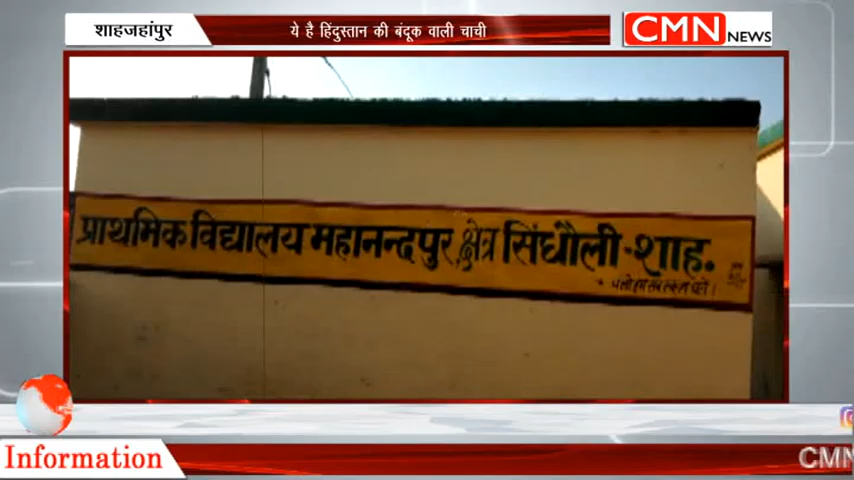 शाहजहांपुर
ये है हिंदुस्तान की बंदूक वाली चाची
CMN NEWS
प्राथमिक विद्यालय महानन्दपुर क्षेत्र सिंघौली-शाह.
Information
CMN